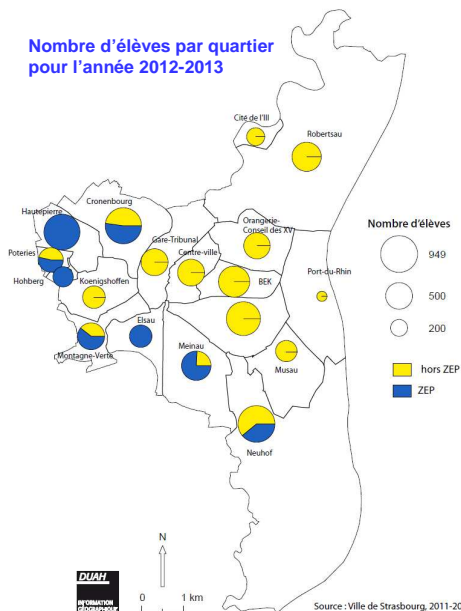 Nombre d'élèves par quartier
pour l'année 2012-2013
Cité de l'Ill
Robertsau
Cronenbourg
Hautepierre
Orangerie-
Conseil des XV
Gare-Tribunal
Centre-ville
Poteries
Hohberg
Koenigshoffen
BEK
Port-du-Rhin
Elsau
Montagne-Verte
Meinau
Musau
Neuhof
Nombre d'élèves
949
500
200
hors ZEP
ZEP
N
DUAH
INFORMATION
GEOGRAPHIQUE
0 1 km
Source : Ville de Strasbourg, 2011-20